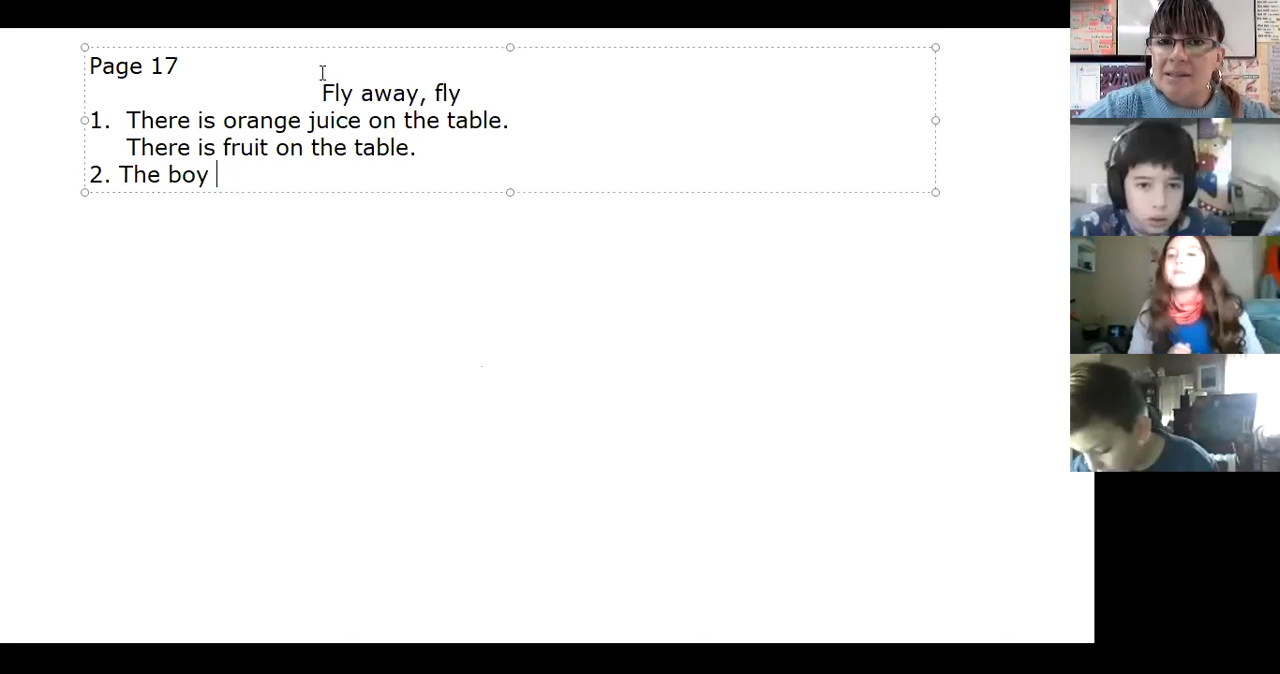 Page 17
Fly away, fly
1. There is orange juice on the table.
There is fruit on the table.
2. The boy